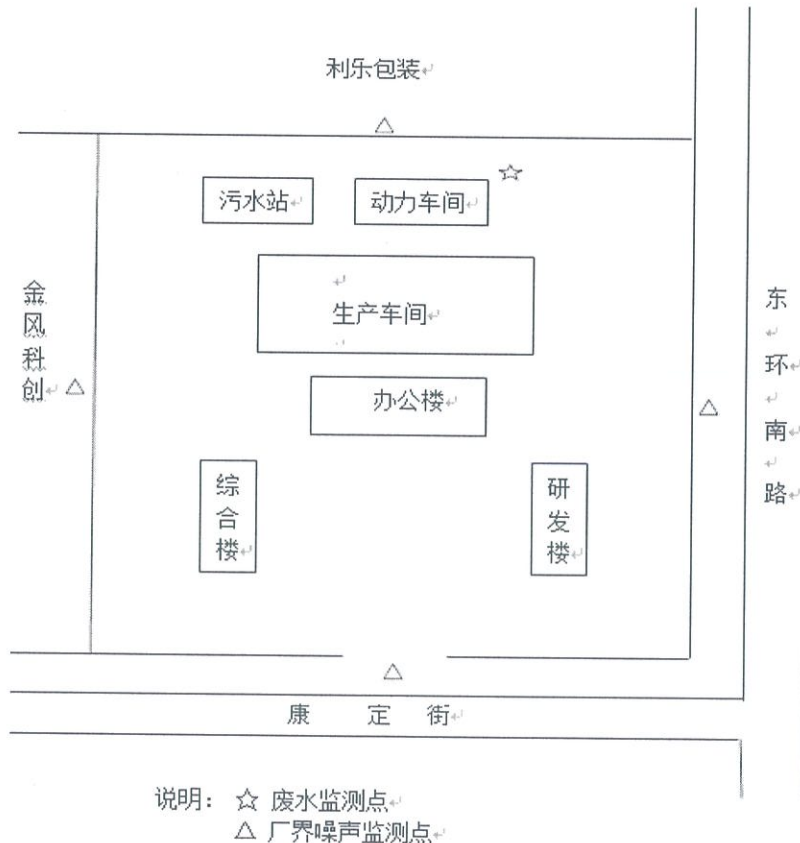 利乐包装
污水站
动力车间
生产车间
办公楼
金风科创
东环南路
综合楼
研发楼
康 定 街
说明： ☆ 废水监测点
△ 厂界噪声监测点